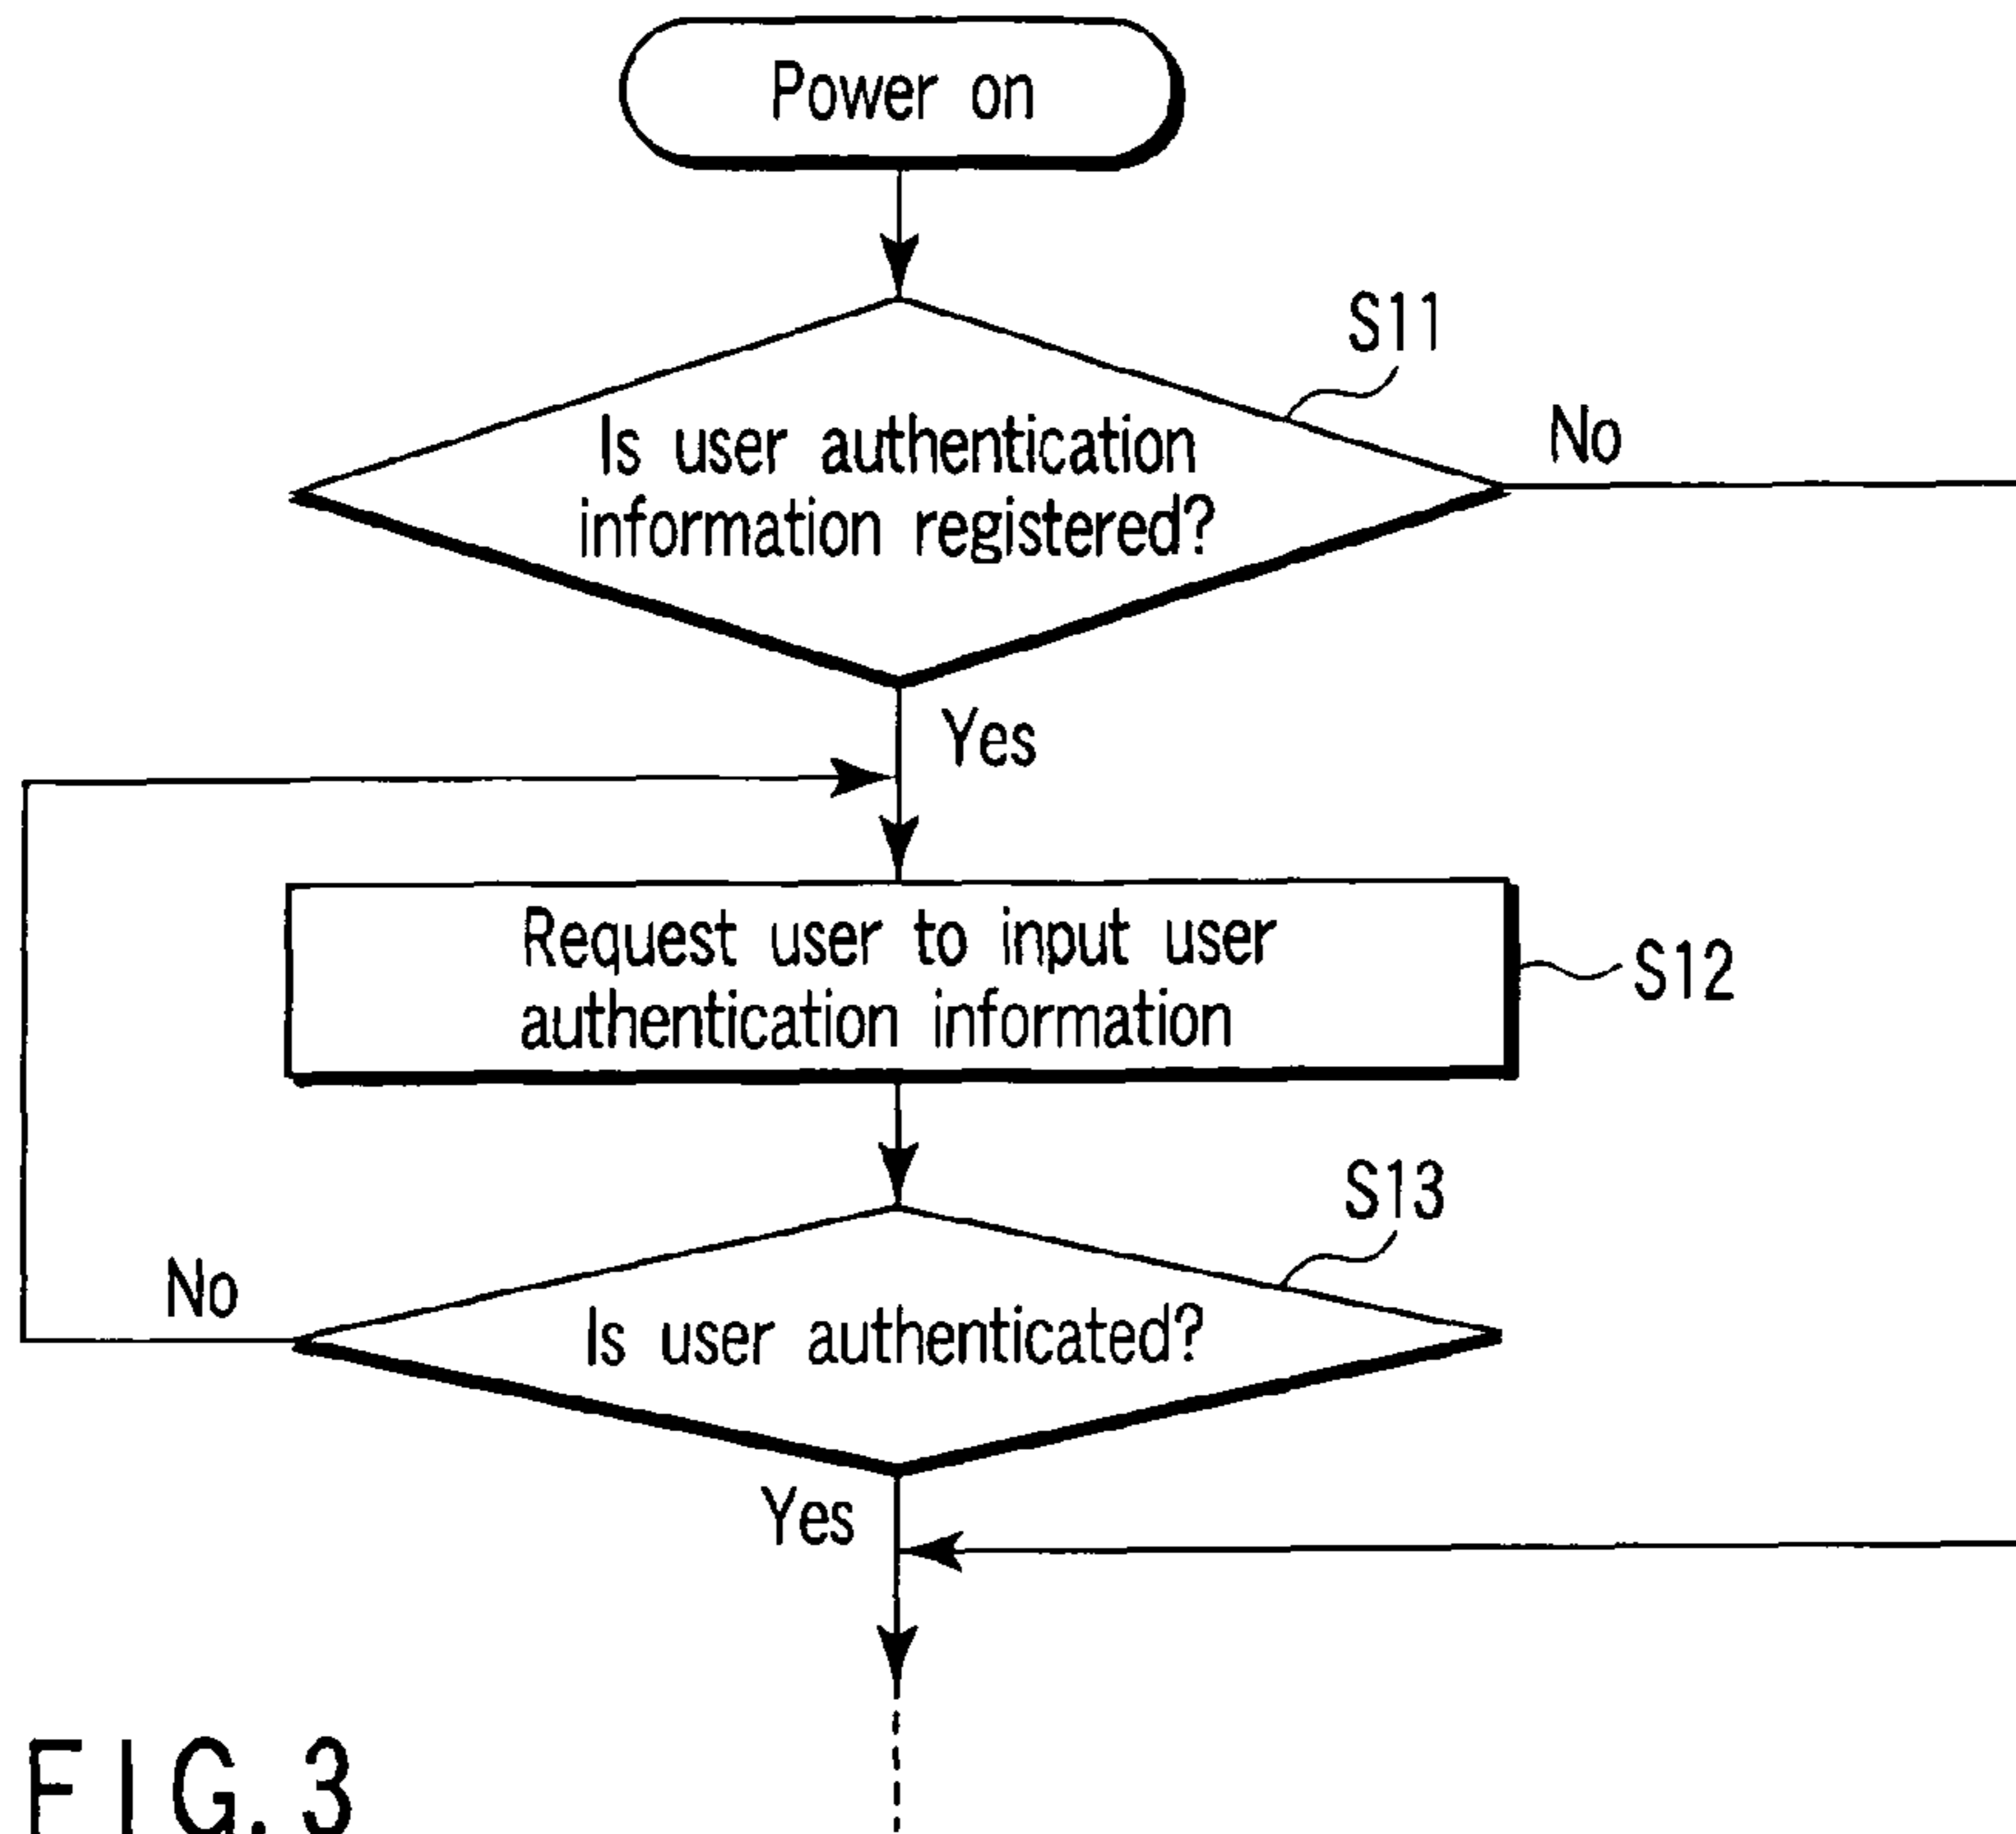 Power on
S11
Is user authentication
information registered?
No
Yes
Request user to input user
authentication information
S12
S13
No
Is user authenticated?
Yes
FIG. 3